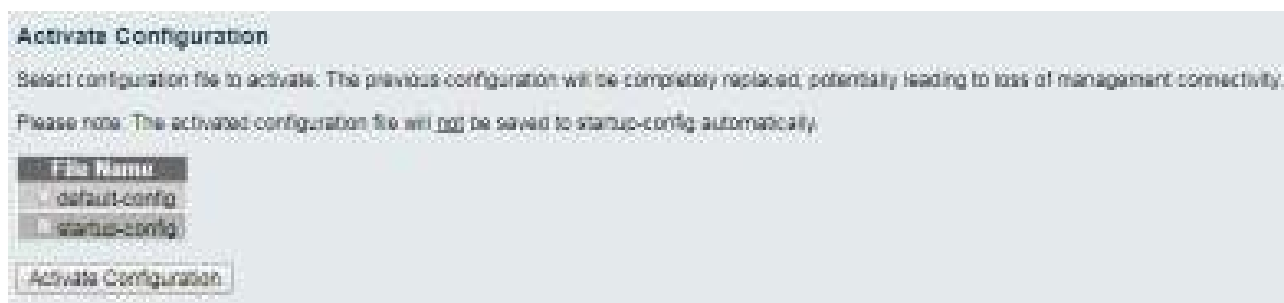 Activate Configuration
Select configuration file to activate. The previous configuration will be completely replaced, potentially leading to loss of management connectivity.
Please note: The activated configuration file will not be saved to startup-config automatically.
File Name
default-config
startup-config
Activate Configuration